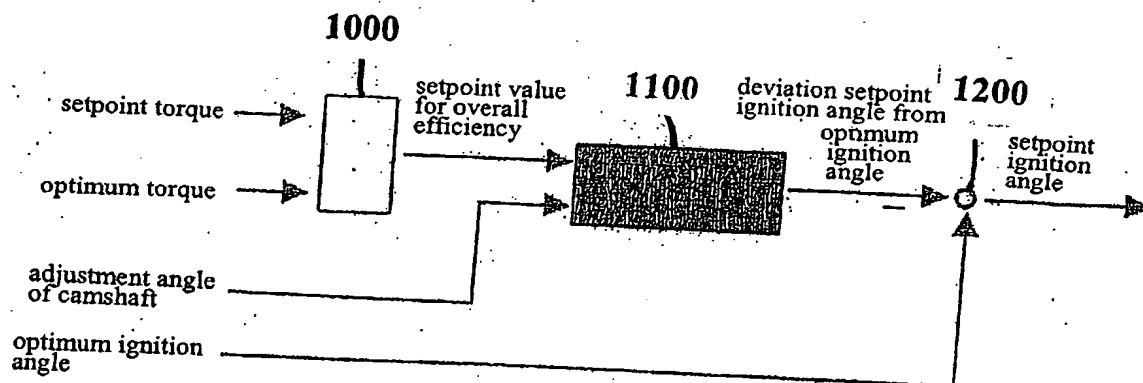 1000
setpoint torque
setpoint value
for overall
efficiency
1100
deviation setpoint
ignition angle from
optimum
ignition
angle
1200
setpoint
ignition
angle
optimum torque
adjustment angle
of camshaft
optimum ignition
angle